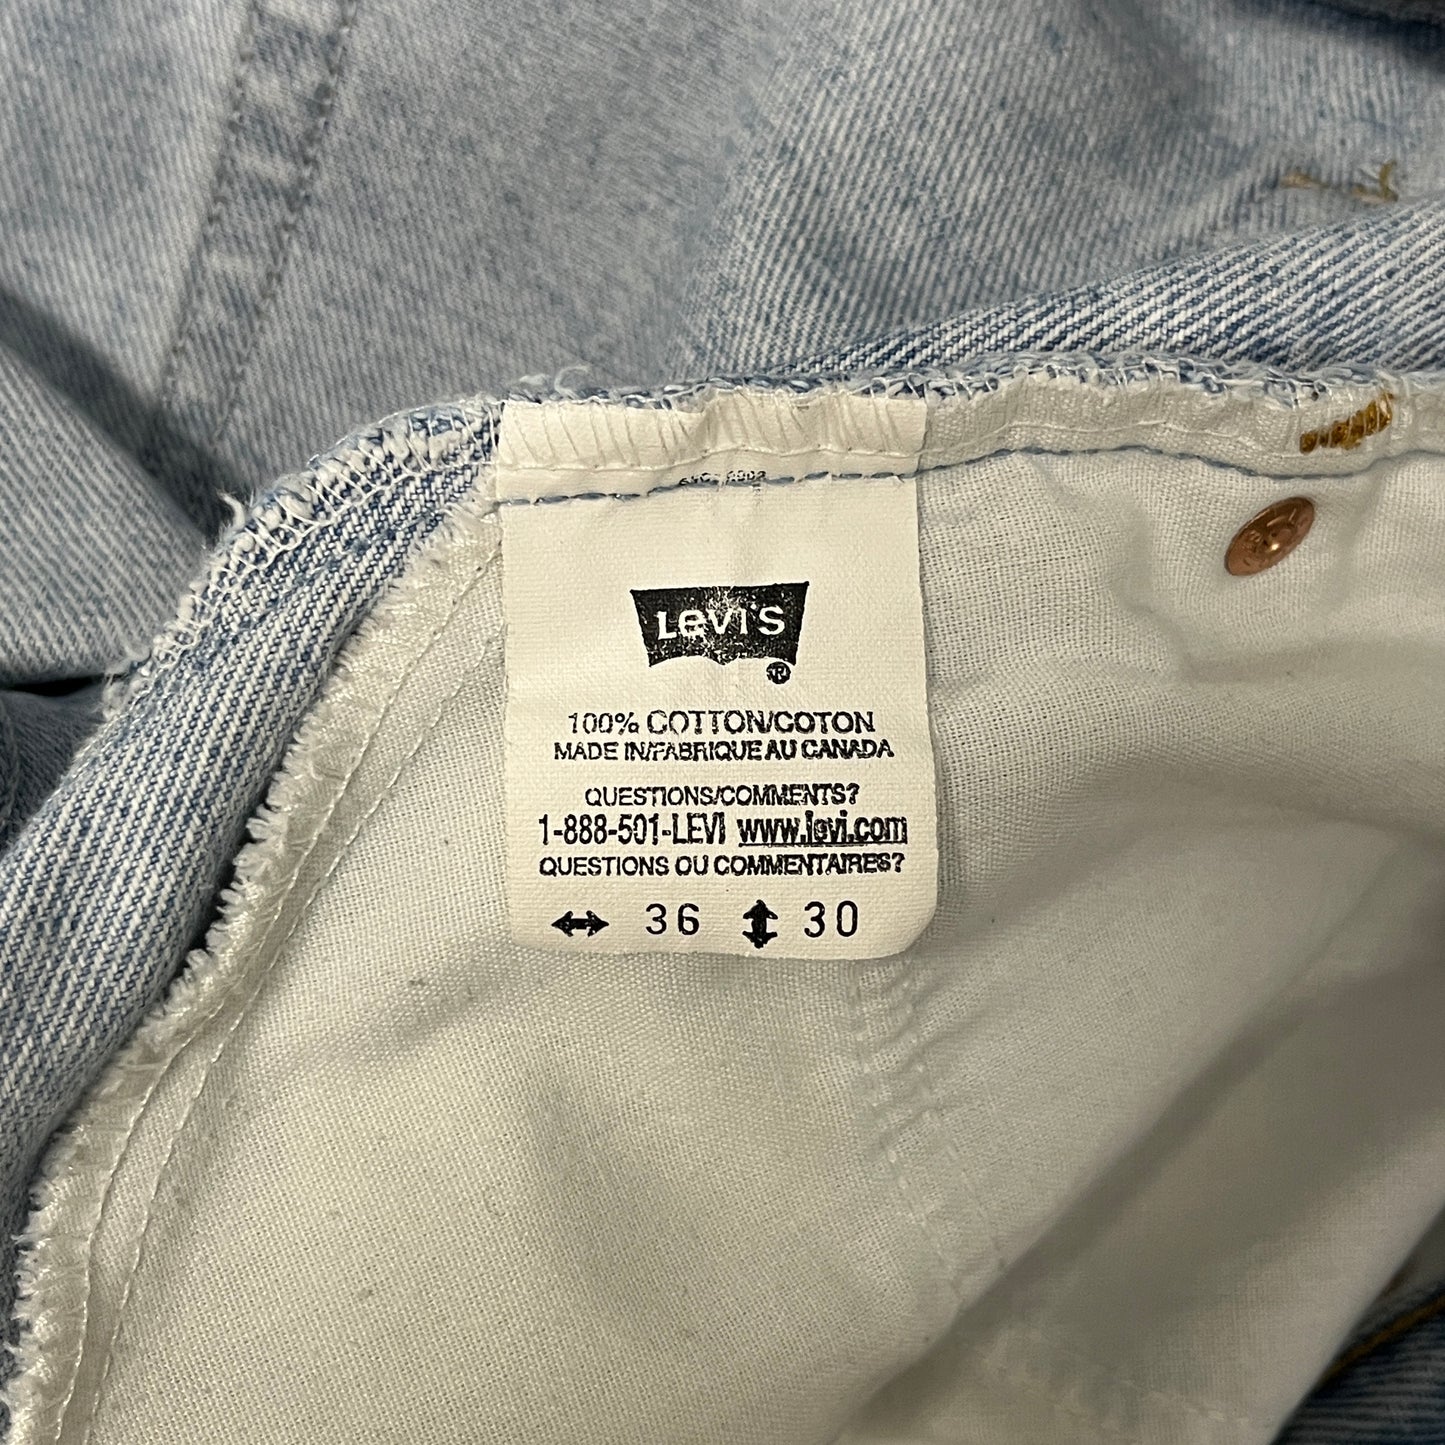 Levi's ®
100% COTTON/COTON
MADE IN/FABRIQUE AU CANADA
QUESTIONS/COMMENTS?
1-888-501-LEVI www.levi.com
QUESTIONS OU COMMENTAIRES?
36 30